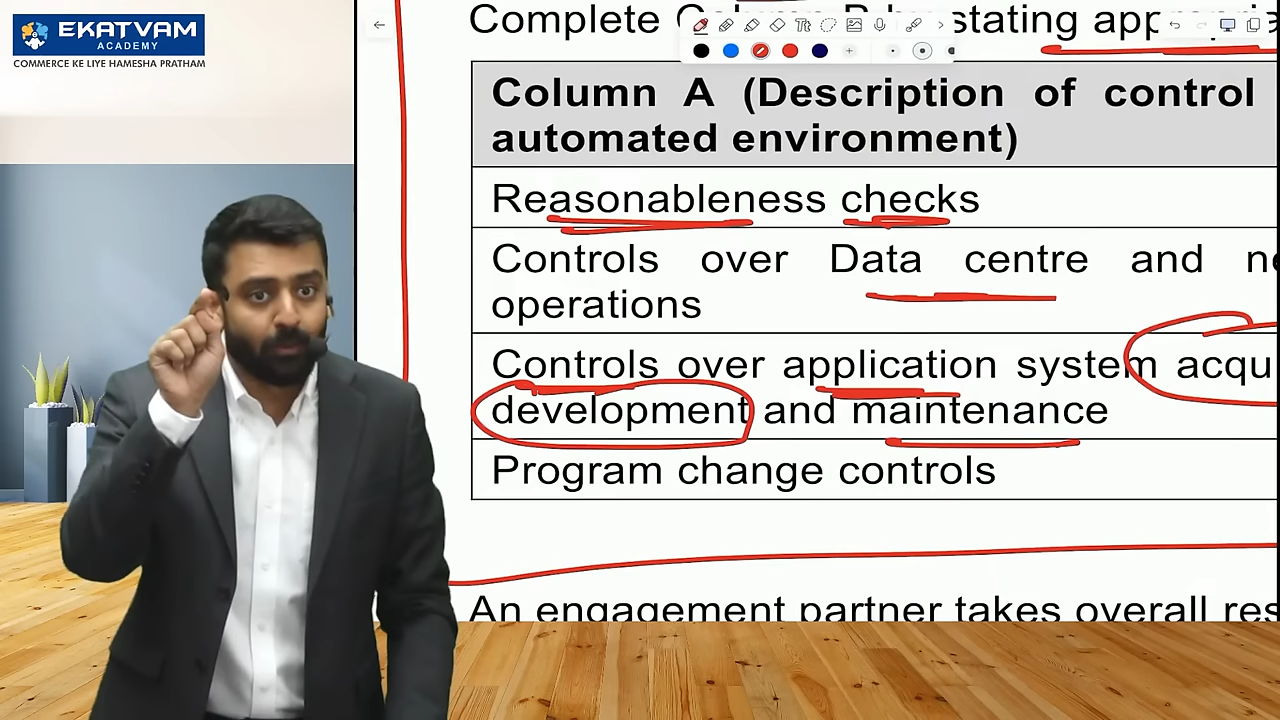 EKATVAM
ACADEMY
COMMERCE KE LIYE HAMESHA PRATHAM
Complete Column B by stating
Column A (Description of control
automated environment)
Reasonableness checks
Controls over Data centre and
operations
Controls over application system
development and maintenance
Program change controls
An engagement partner takes overall